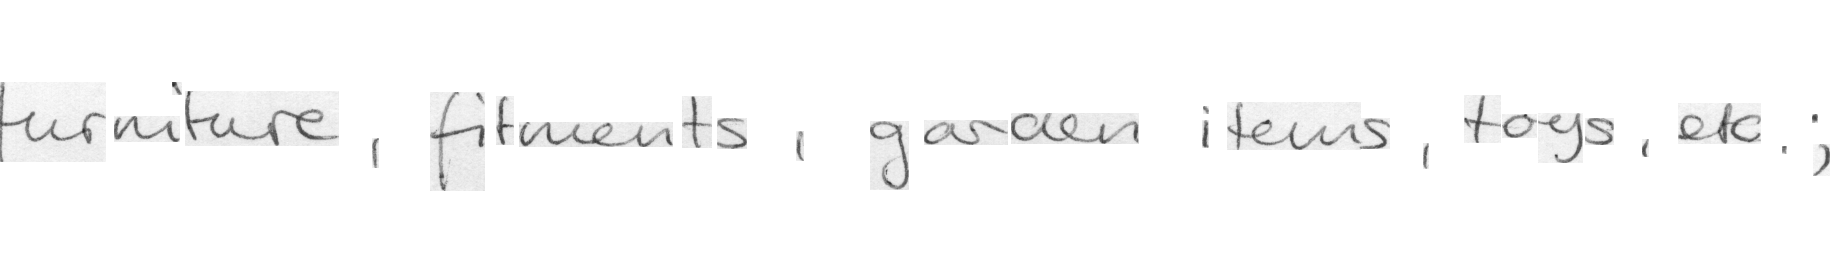 furniture, fitments, garden items, toys, etc.;